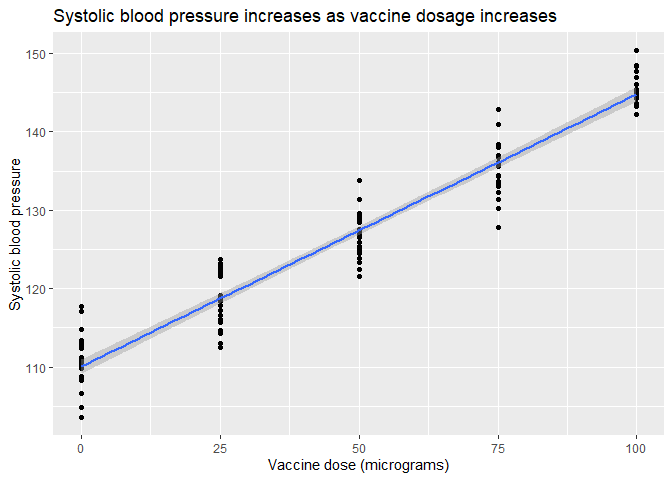 Systolic blood pressure increases as vaccine dosage increases
150
140
130
120
110
Systolic blood pressure
0 25 50 75 100
Vaccine dose (micrograms)